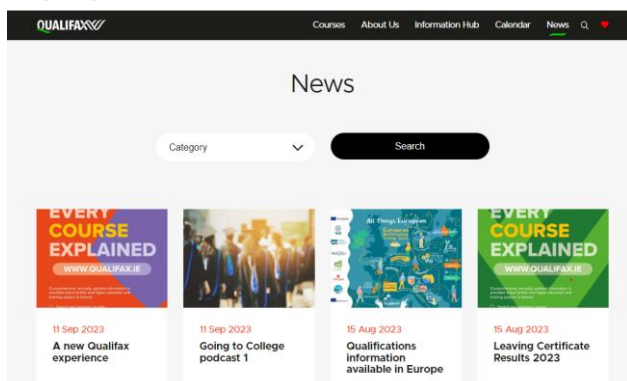 QUALIFAX
Courses About Us Information Hub Calendar News
News
Category Search
EVERY
COURSE
EXPLAINED
WWW.QUALIFAX.IE
11 Sep 2023
A new Qualifax
experience
11 Sep 2023
Going to College
podcast 1
All Things European
15 Aug 2023
Qualifications
information
available in Europe
EVERY
COURSE
EXPLAINED
WWW.QUALIFAX.IE
15 Aug 2023
Leaving Certificate
Results 2023